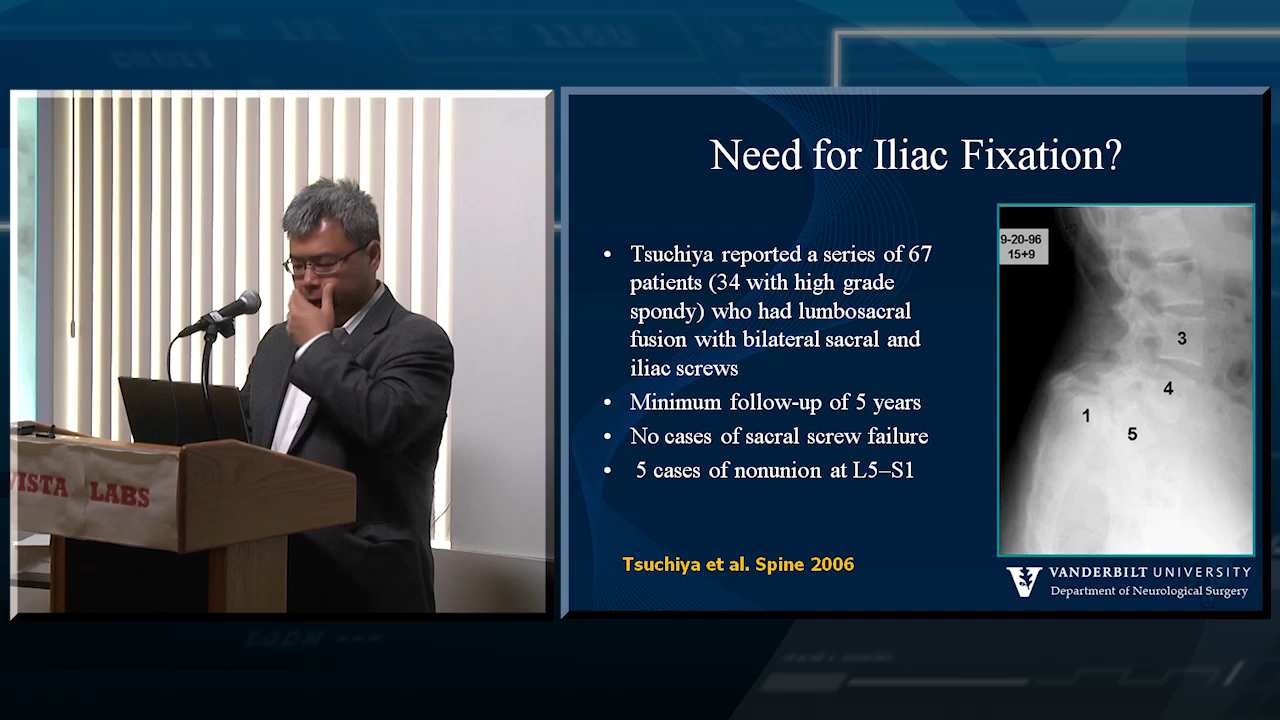 VISTA LABS
Need for Iliac Fixation?
• Tsuchiya reported a series of 67
patients (34 with high grade
spondy) who had lumbosacral
fusion with bilateral sacral and
iliac screws
• Minimum follow-up of 5 years
• No cases of sacral screw failure
• 5 cases of nonunion at L5–S1
Tsuchiya et al. Spine 2006
9-20-96
15+9
3
4
1
5
V VANDERBILT UNIVERSITY
Department of Neurological Surgery